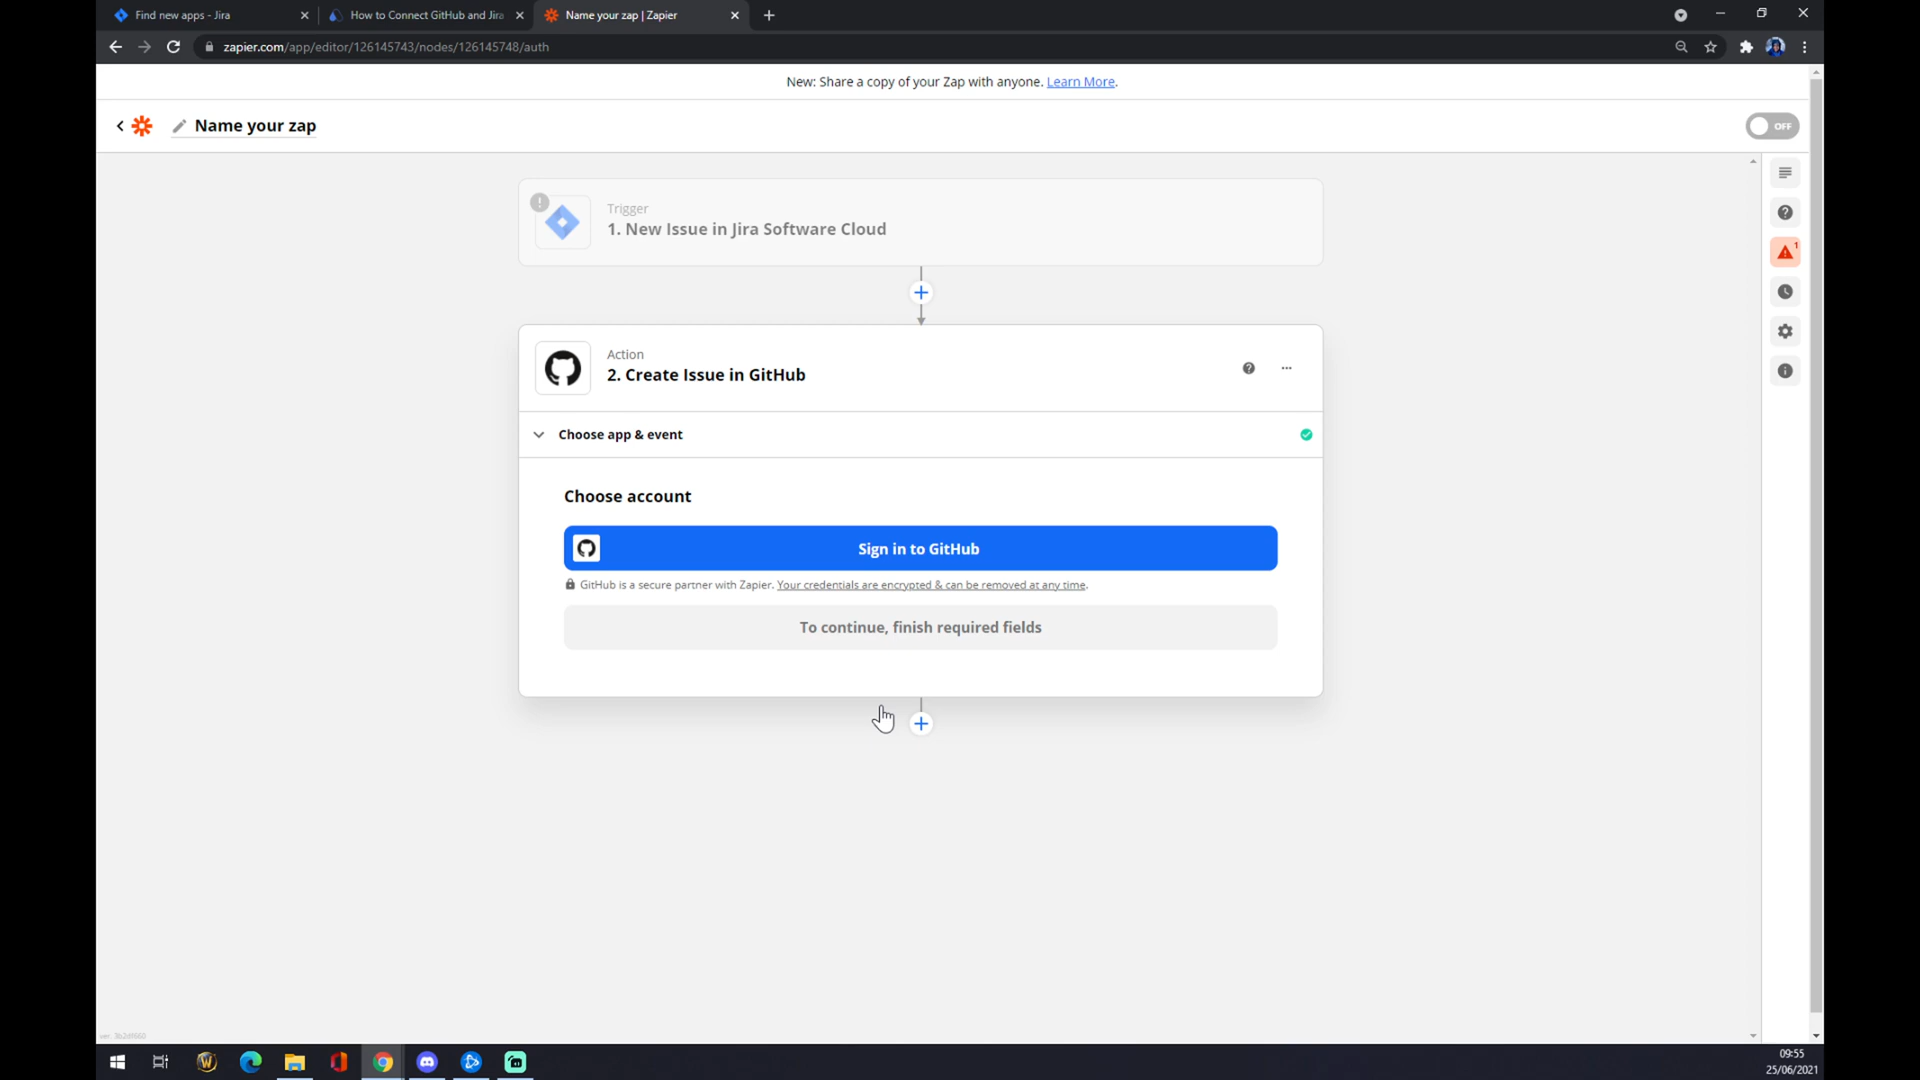 Find new apps - Jira
How to Connect GitHub and Jira
Name your zap | Zapier
zapier.com/app/editor/126145743/nodes/126145748/auth
New: Share a copy of your Zap with anyone. Learn More.
Name your zap
OFF
Trigger
1. New Issue in Jira Software Cloud
1
Action
2. Create Issue in GitHub
Choose app & event
Choose account
Sign in to GitHub
GitHub is a secure partner with Zapier. Your credentials are encrypted & can be removed at any time.
To continue, finish required fields
09:55
25/06/2021